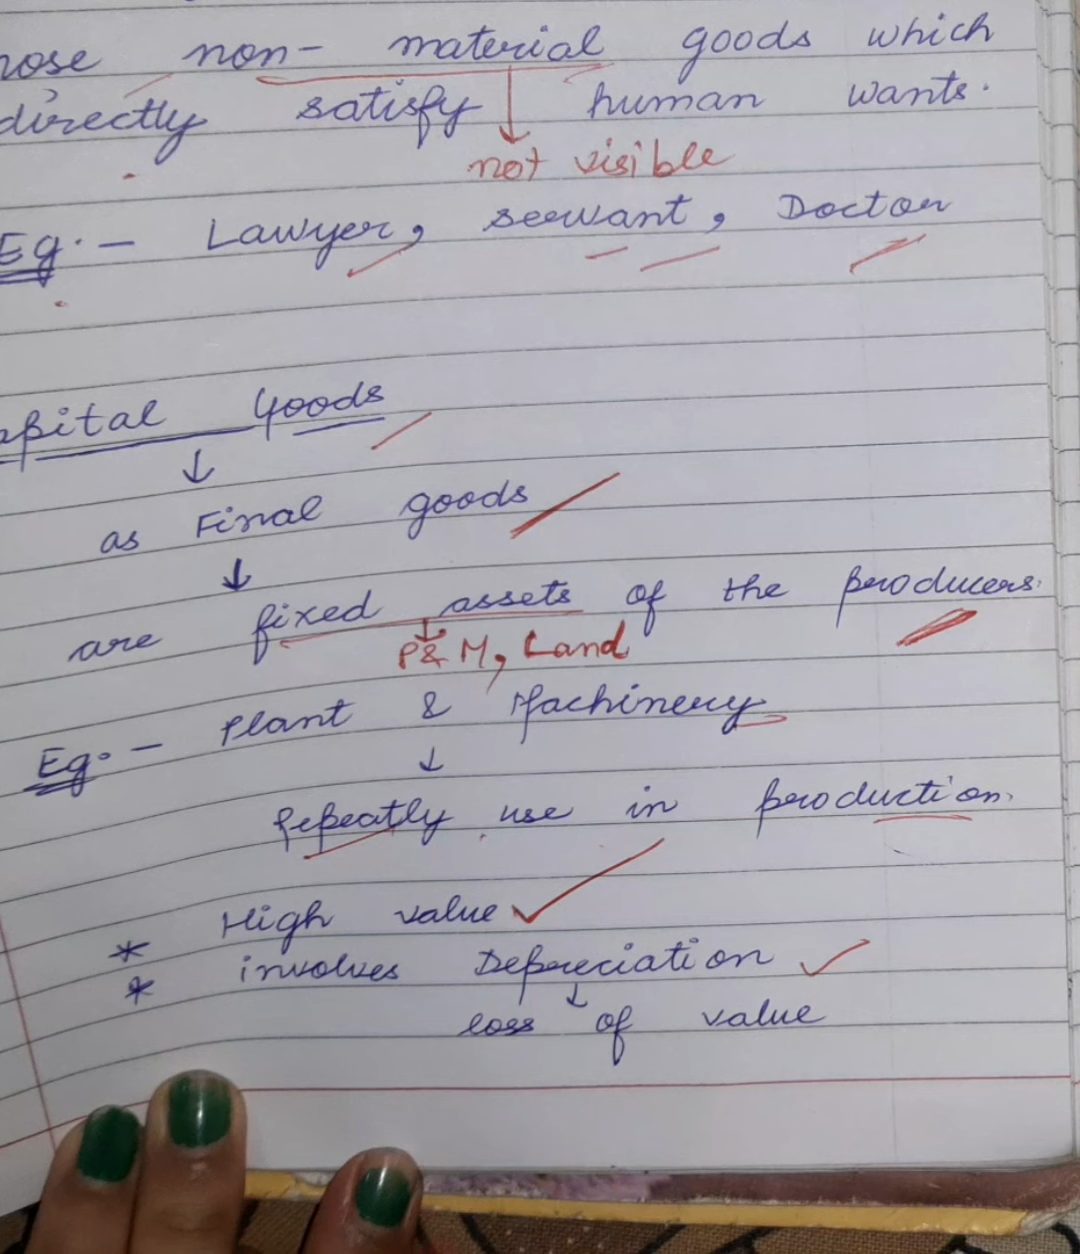 hose non- material goods which
directly satisfy human wants.
not visible
Eg:- Lawyer, servant, Doctor
apital Goods
↓
as Final goods
↓
are fixed assets of the producers.
P& M, Land
Eg:- Plant & Machinery
↓
Repeatly use in production.
* High value
* involves Depreciation
↓
loss of value